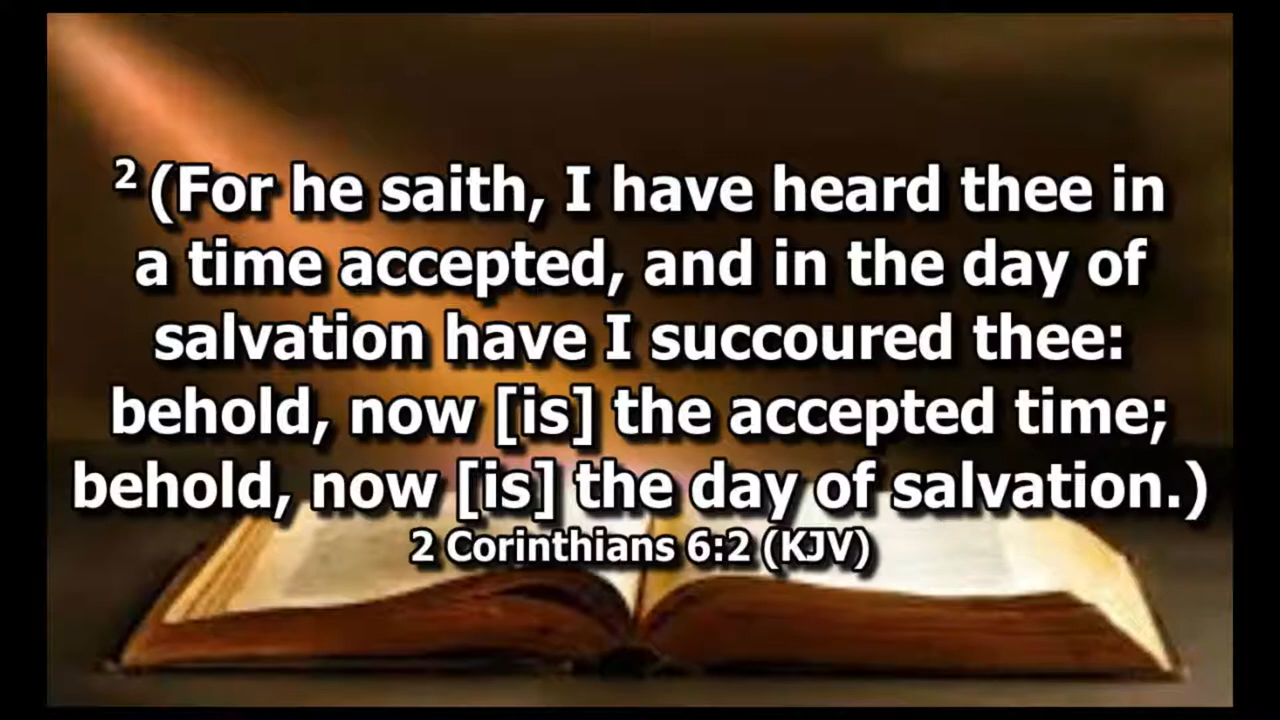 2 (For he saith, I have heard thee in
a time accepted, and in the day of
salvation have I succoured thee:
behold, now [is] the accepted time;
behold, now [is] the day of salvation.)
2 Corinthians 6:2 (KJV)